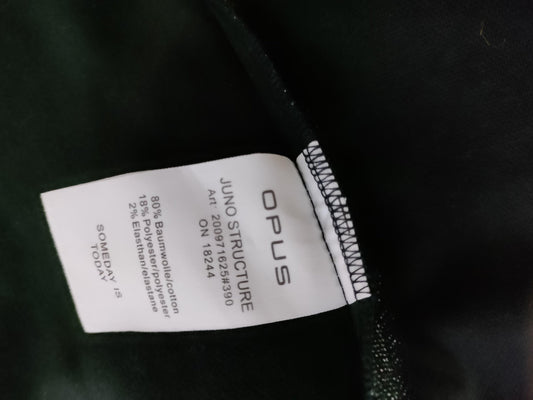 OPUS
JUNO STRUCTURE
Art: 200971625#390
ON 18244
80% Baumwolle/cotton
18% Polyester/polyester
2% Elasthan/elastane
SOMEDAY IS
TODAY